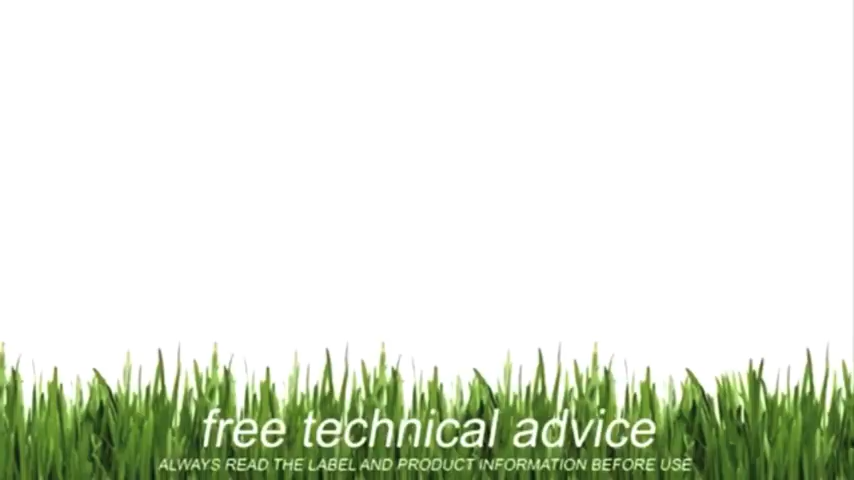 free technical advice
ALWAYS READ THE LABEL AND PRODUCT INFORMATION BEFORE USE